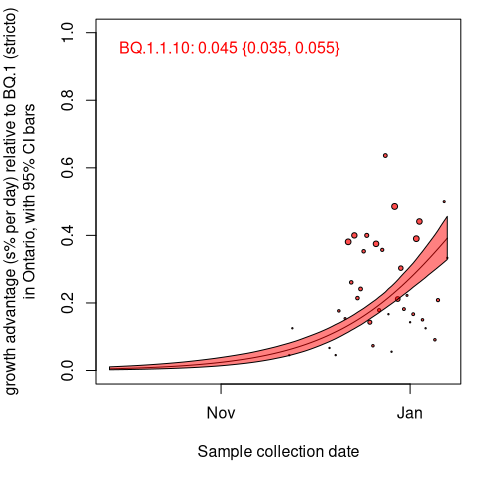 growth advantage (s% per day) relative to BQ.1 (stricto)
in Ontario, with 95% CI bars
1.0
BQ.1.1.10: 0.045 {0.035, 0.055}
0.8
0.6
0.4
0.2
0.0
Nov
Jan
Sample collection date